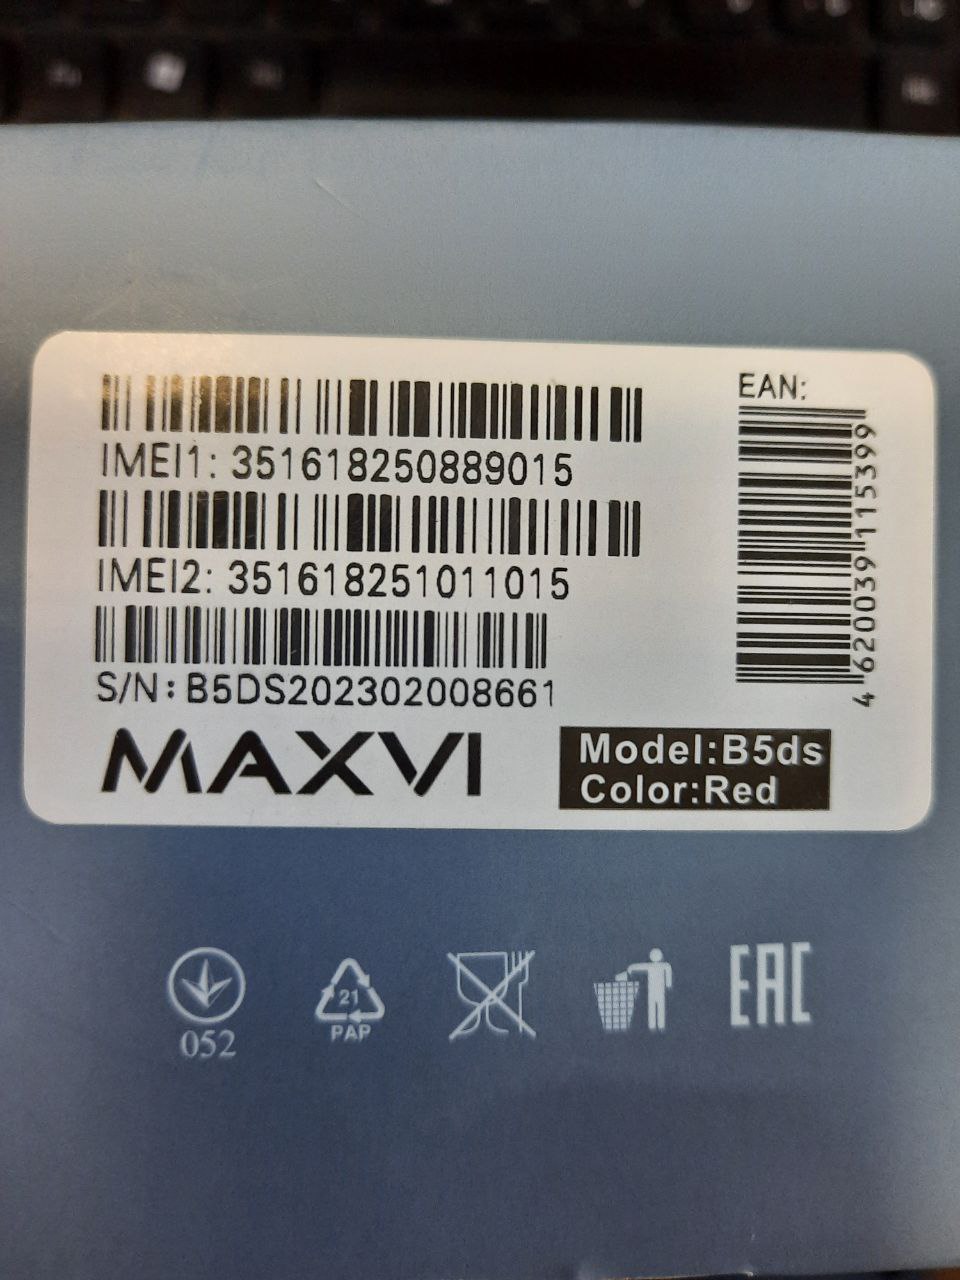 IMEI1: 351618250889015
IMEI2: 351618251011015
S/N: B5DS202302008661
EAN:
4 620039 115399
MAXVI
Model:B5ds
Color:Red
052
21
PAP
EAC